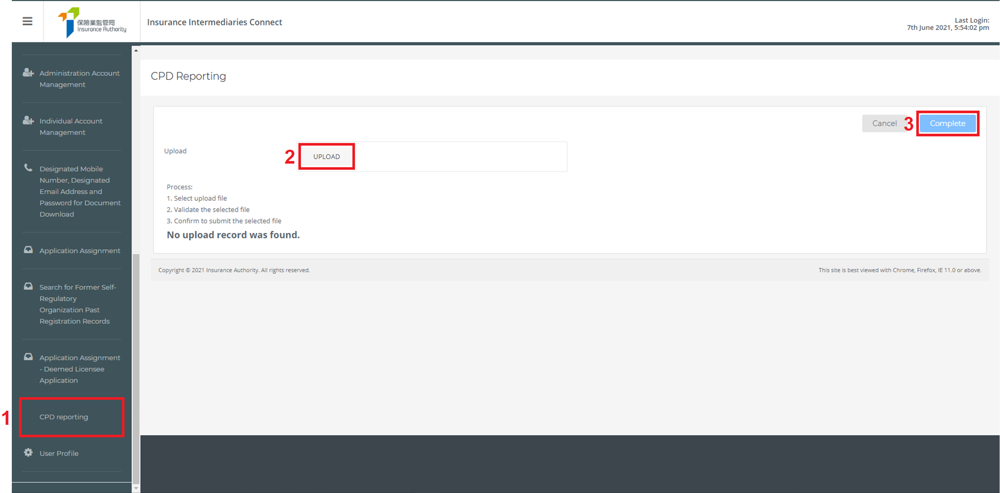 保險業監管局
Insurance Authority
Insurance Intermediaries Connect
Last Login:
7th June 2021, 5:54:02 pm
Administration Account
Management
Individual Account
Management
Designated Mobile
Number, Designated
Email Address and
Password for Document
Download
Application Assignment
Search for Former Self-
Regulatory
Organization Past
Registration Records
Application Assignment
- Deemed Licensee
Application
1
CPD reporting
User Profile
CPD Reporting
Cancel
3
Complete
Upload
2
UPLOAD
Process:
1. Select upload file
2. Validate the selected file
3. Confirm to submit the selected file
No upload record was found.
Copyright © 2021 Insurance Authority. All rights reserved.
This site is best viewed with Chrome, Firefox, IE 11.0 or above.